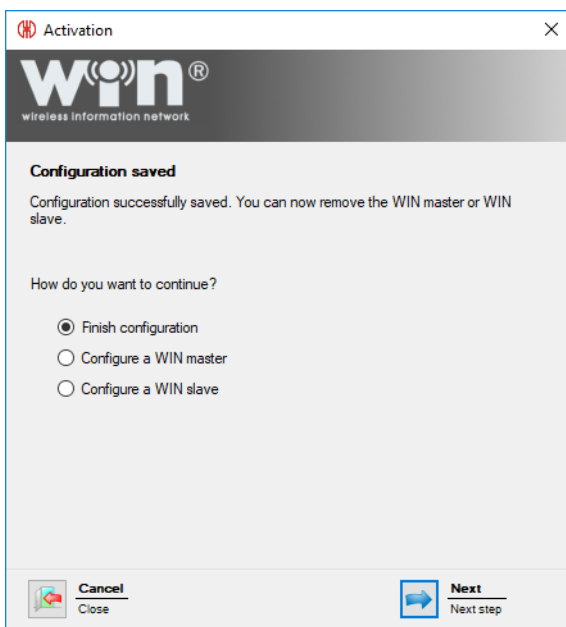 Activation
WIN®
wireless information network
Configuration saved
Configuration successfully saved. You can now remove the WIN master or WIN
slave.
How do you want to continue?
Finish configuration
Configure a WIN master
Configure a WIN slave
Cancel
Close
Next
Next step